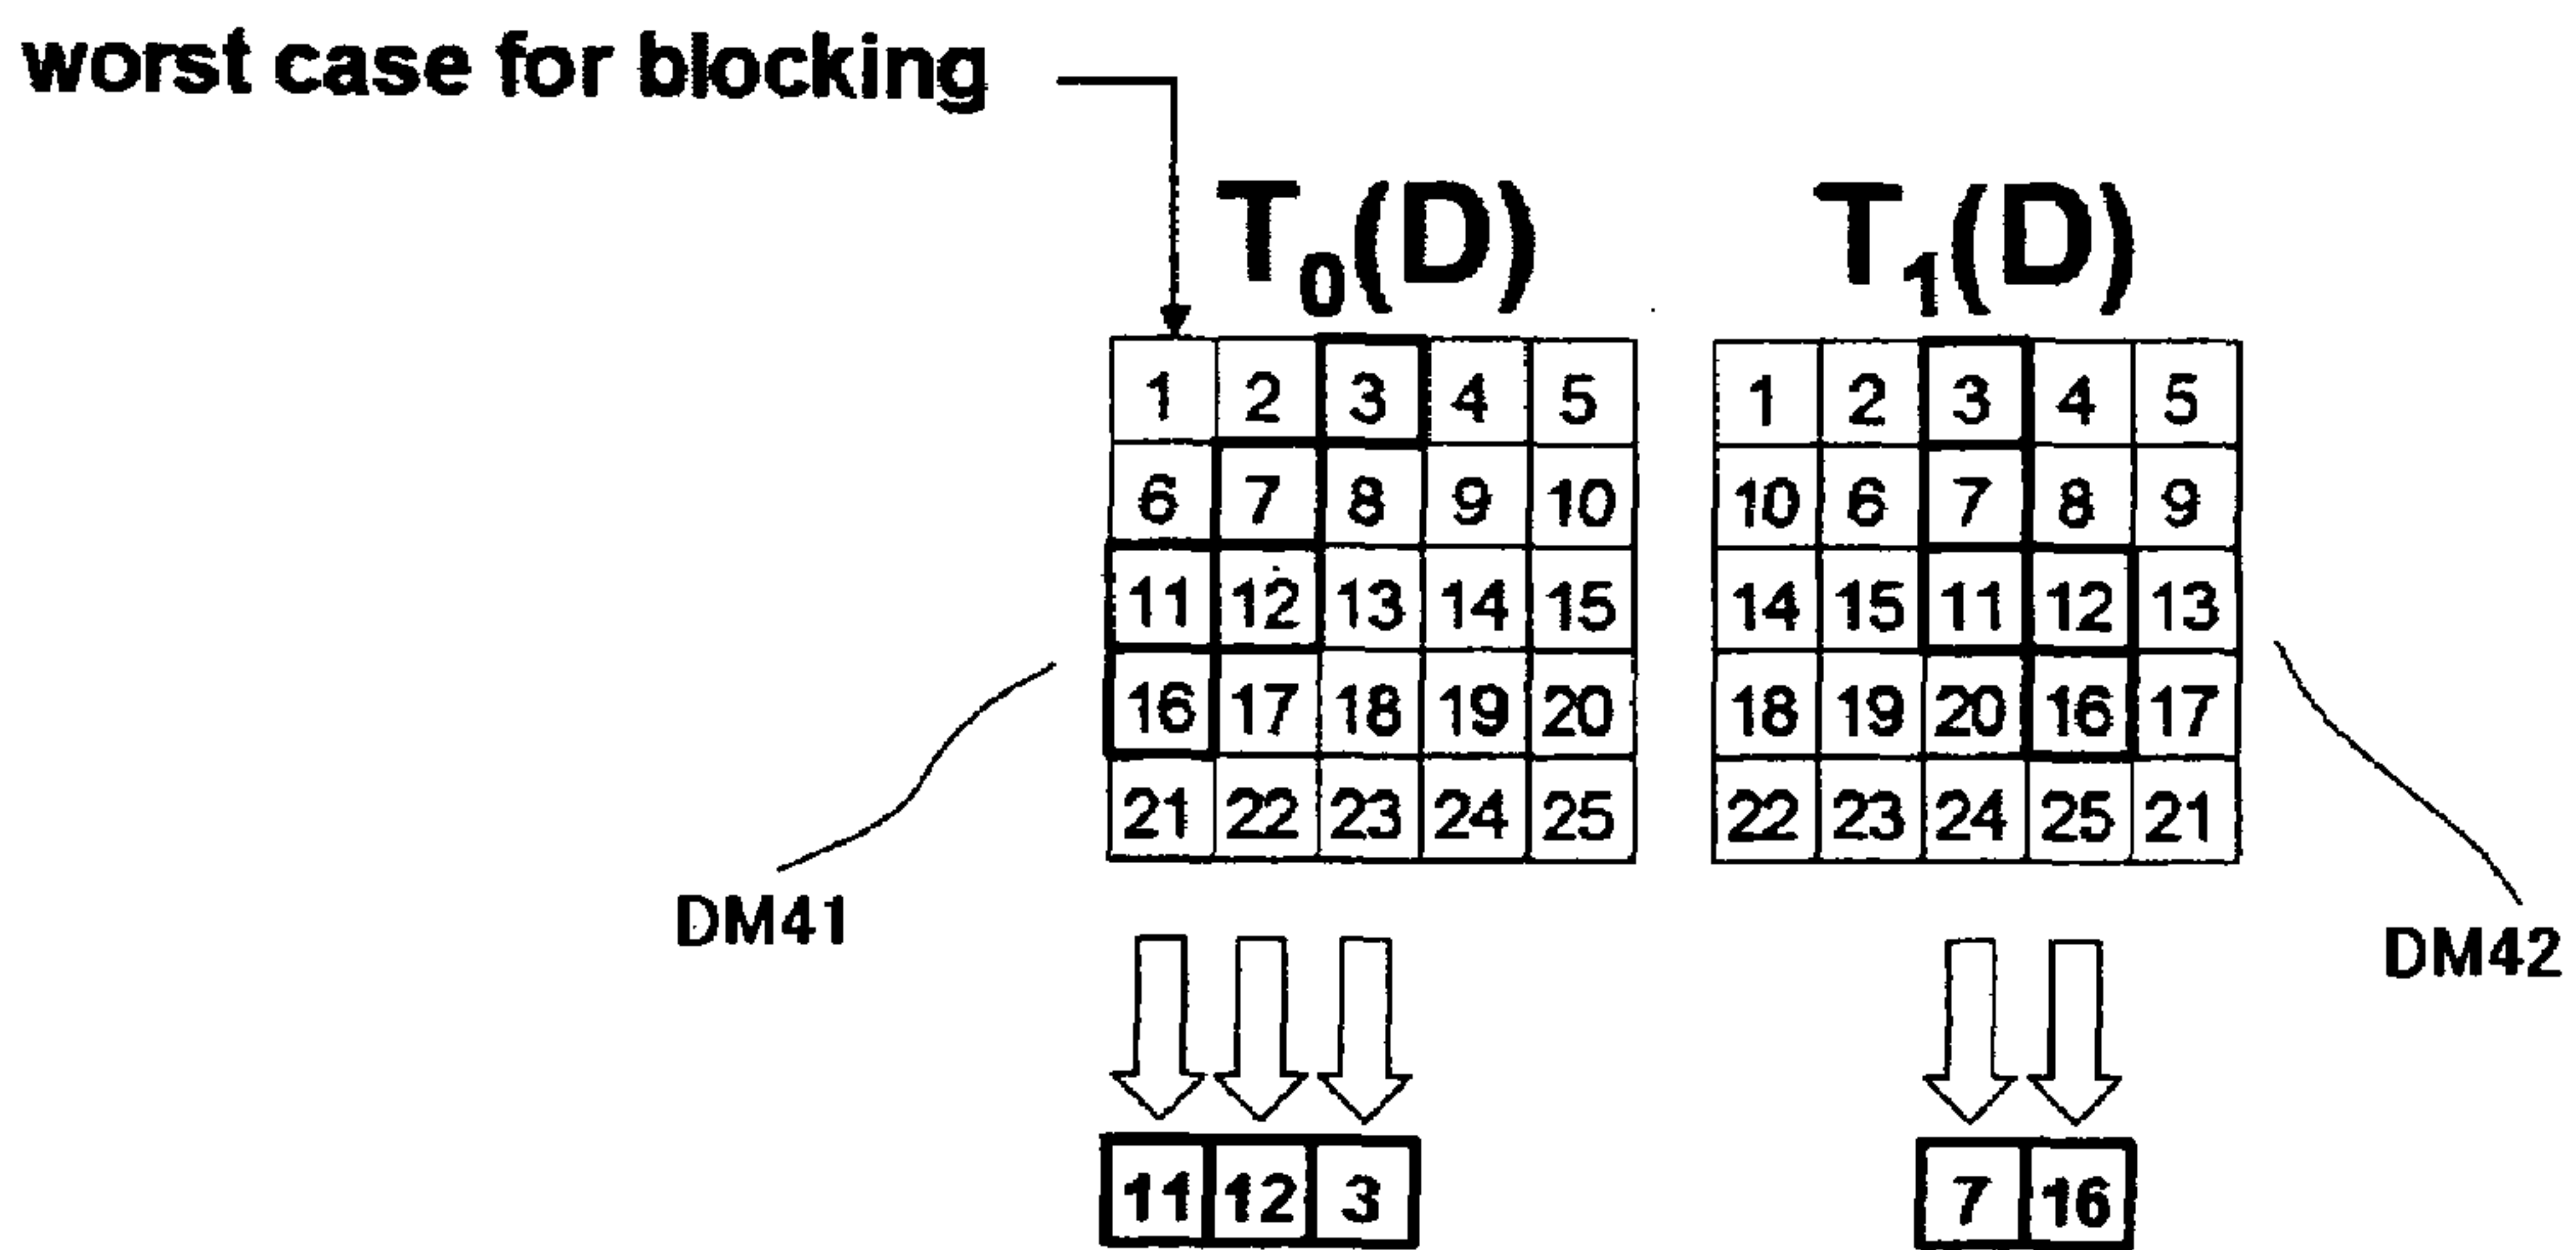 worst case for blocking
T0(D) T1(D)
1 2 3 4 5 1 2 3 4 5
6 7 8 9 10 10 6 7 8 9
11 12 13 14 15 14 15 11 12 13
16 17 18 19 20 18 19 20 16 17
21 22 23 24 25 22 23 24 25 21
DM41 DM42
11 12 3 7 16